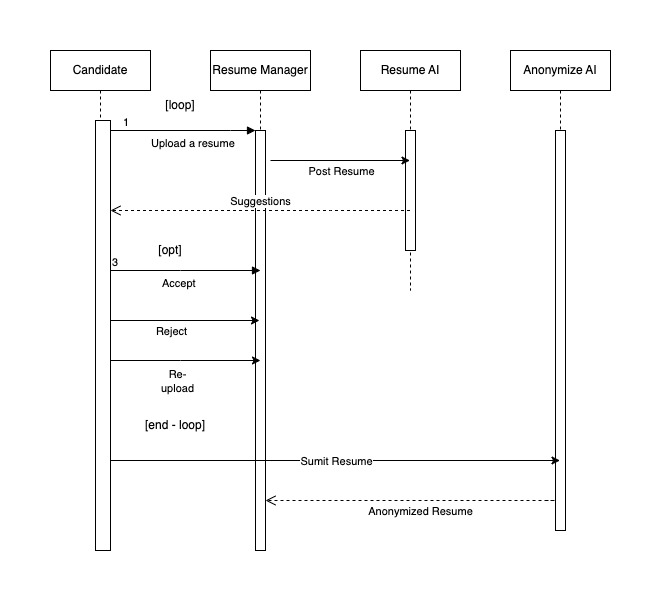 Candidate
Resume Manager
Resume AI
Anonymize AI
[loop]
1
Upload a resume
Post Resume
Suggestions
[opt]
3
Accept
Reject
Re-
upload
[end - loop]
Sumit Resume
Anonymized Resume